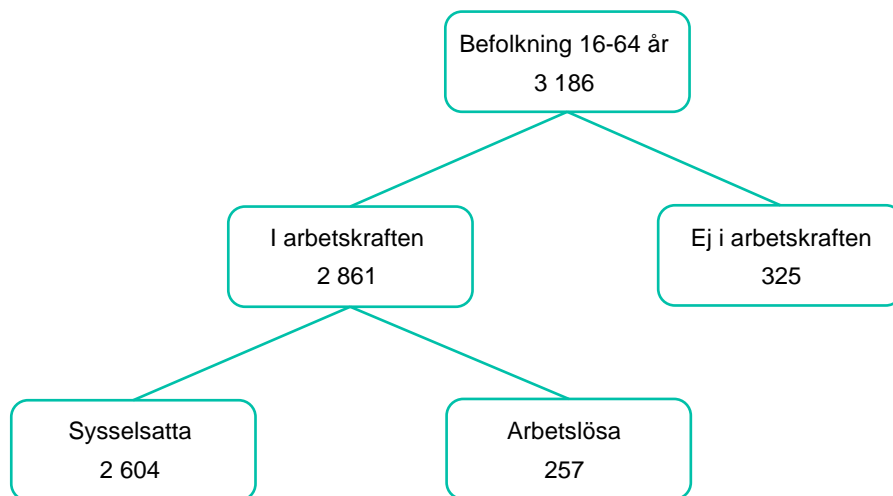 Befolkning 16-64 år
3 186
I arbetskraften
2 861
Ej i arbetskraften
325
Sysselsatta
2 604
Arbetslösa
257